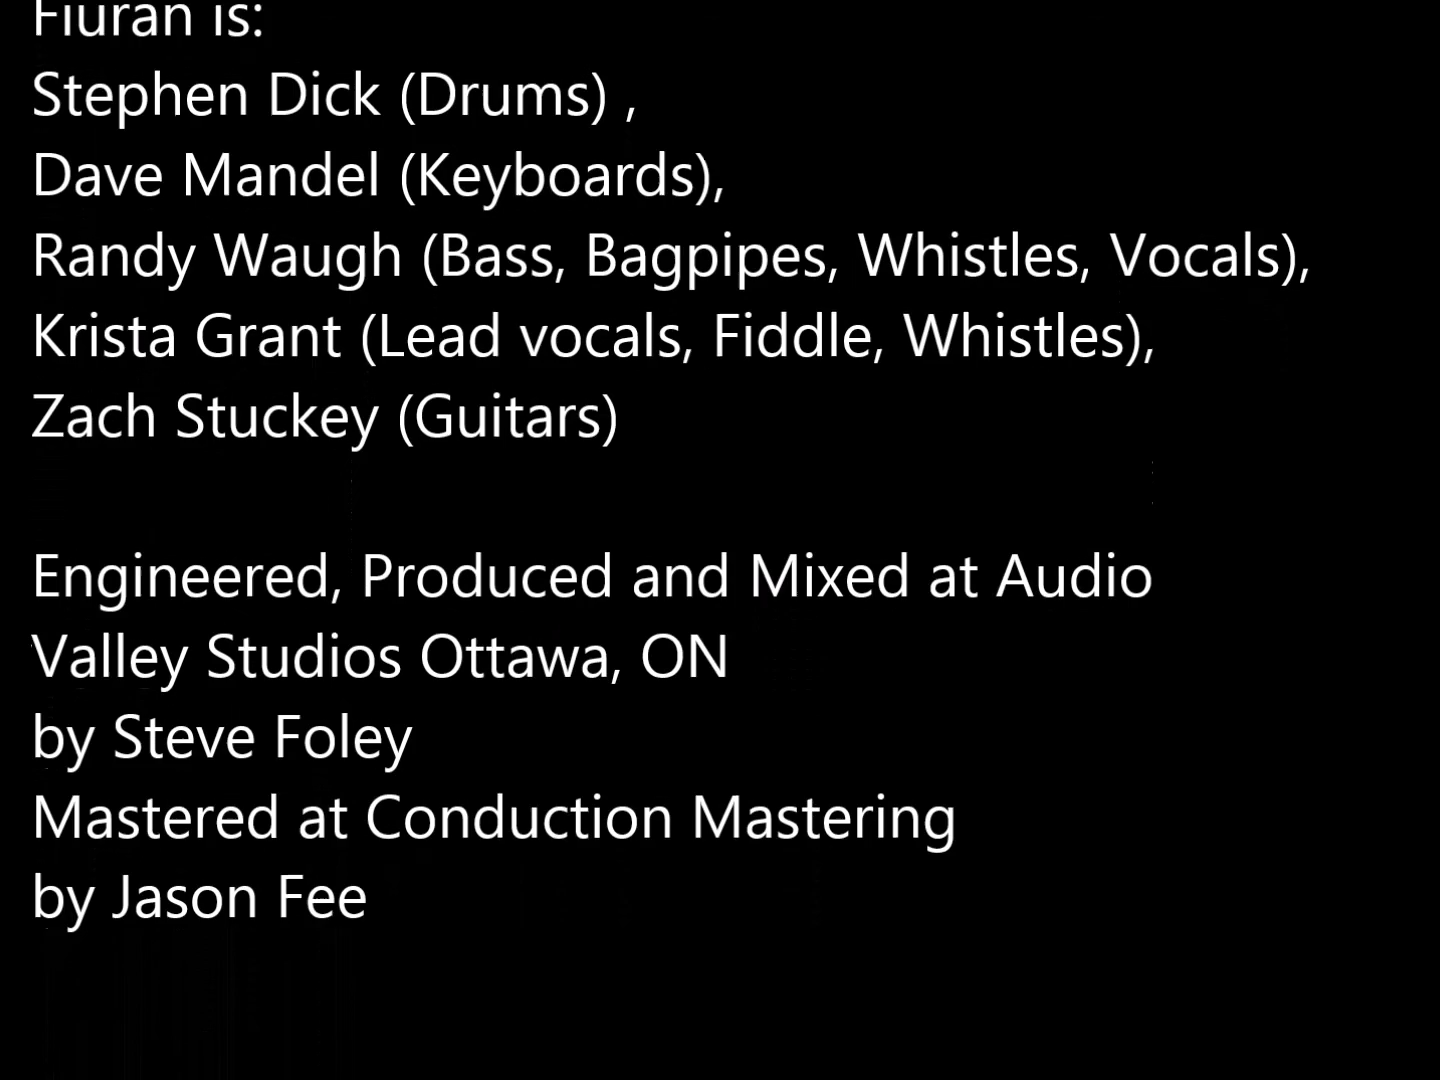 Fiuran is:
Stephen Dick (Drums) ,
Dave Mandel (Keyboards),
Randy Waugh (Bass, Bagpipes, Whistles, Vocals),
Krista Grant (Lead vocals, Fiddle, Whistles),
Zach Stuckey (Guitars)
Engineered, Produced and Mixed at Audio
Valley Studios Ottawa, ON
by Steve Foley
Mastered at Conduction Mastering
by Jason Fee